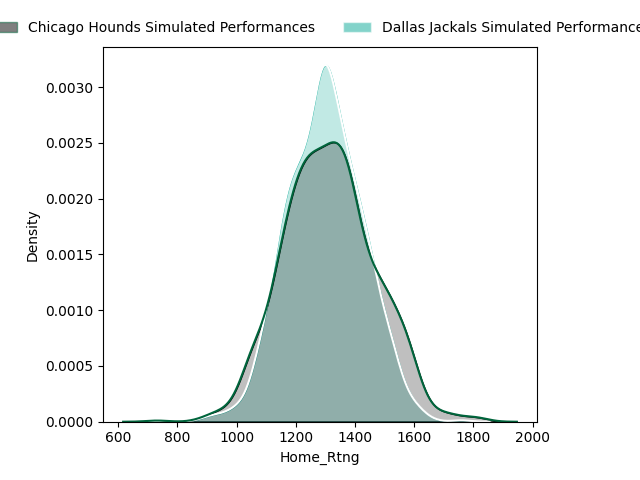 Chicago Hounds Simulated Performances
Dallas Jackals Simulated Performance
0.0030
0.0025
0.0020
0.0015
0.0010
0.0005
0.0000
Density
600 800 1000 1200 1400 1600 1800 2000
Home_Rtng